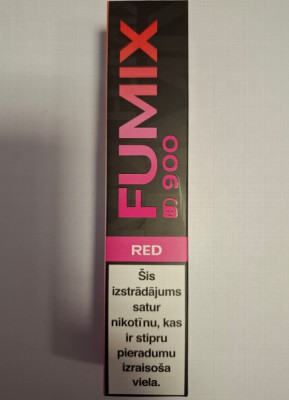 FUMIX
900
RED
Šis
izstrādājums
satur
nikotīnu, kas
ir stipru
pieradumu
izraisoša
viela.